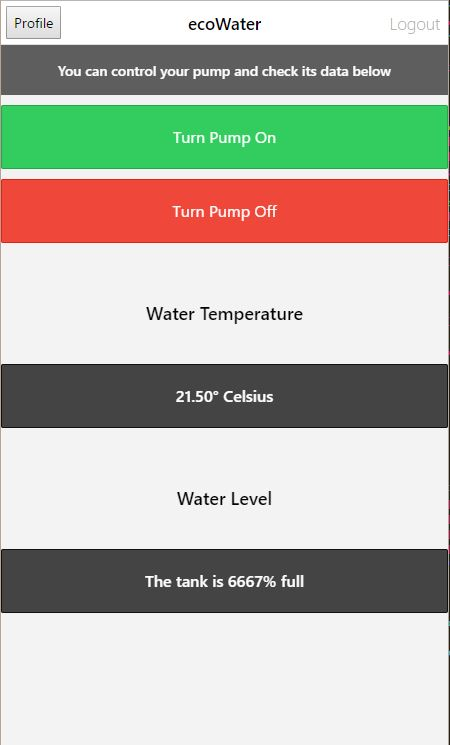 Profile
ecoWater
Logout
You can control your pump and check its data below
Turn Pump On
Turn Pump Off
Water Temperature
21.50° Celsius
Water Level
The tank is 6667% full